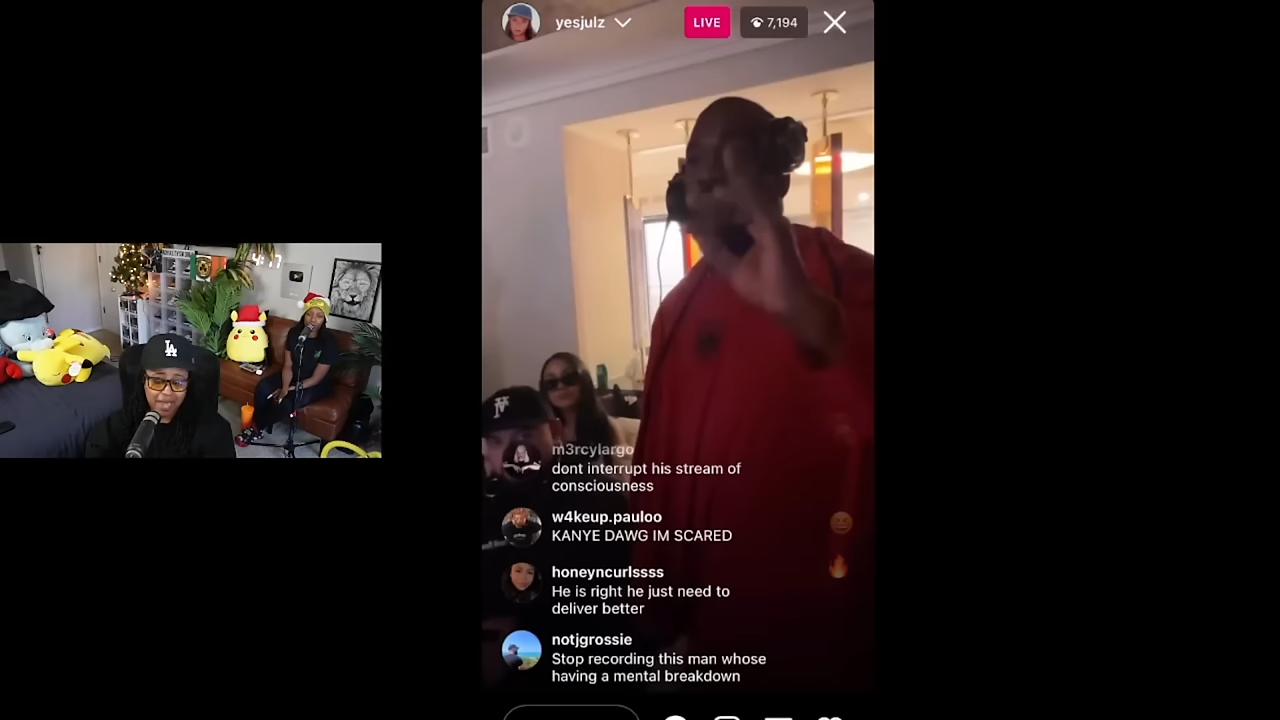 yesjulz
LIVE
7,194
LA
m3rcylargo
dont interrupt his stream of
consciousness
w4keup.pauloo
KANYE DAWG IM SCARED
honeyncurlssss
He is right he just need to
deliver better
notjgrossie
Stop recording this man whose
having a mental breakdown